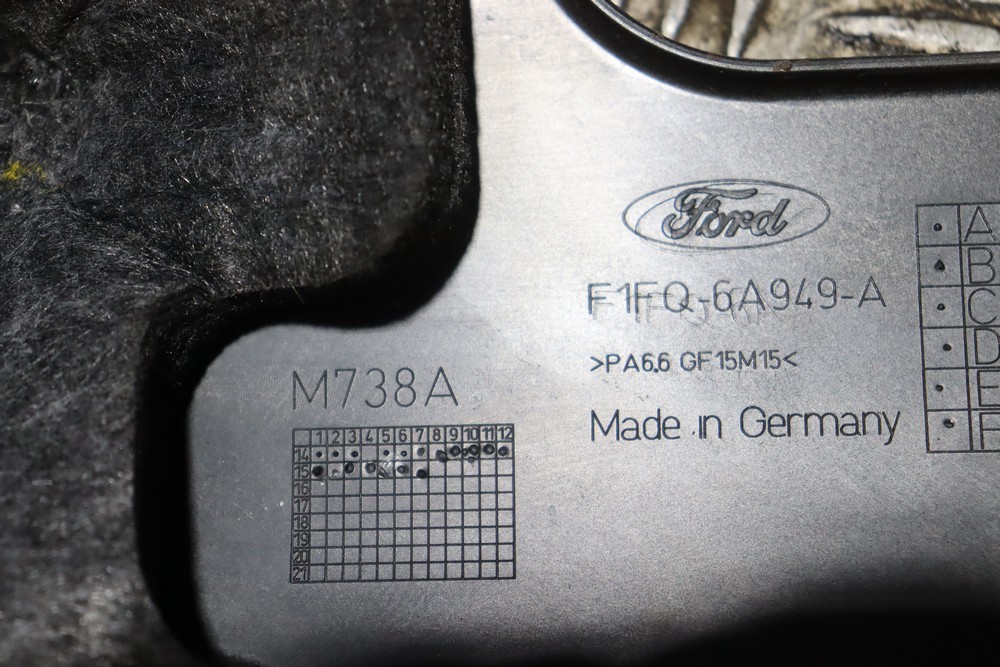 Ford
F1FQ-6A949-A
>PA6.6 GF15M15<
Made in Germany
A
B
C
D
E
F
M738A
1 2 3 4 5 6 7 8 9 10 11 12
14
15
16
17
18
19
20
21